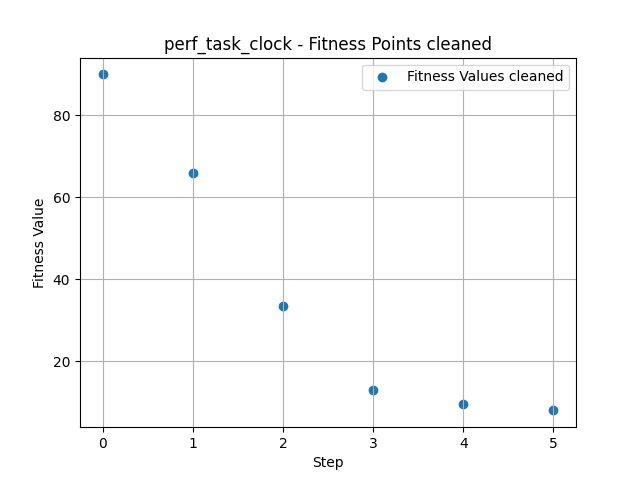 perf_task_clock - Fitness Points cleaned
Fitness Values cleaned
Fitness Value
80
60
40
20
0 1 2 3 4 5
Step